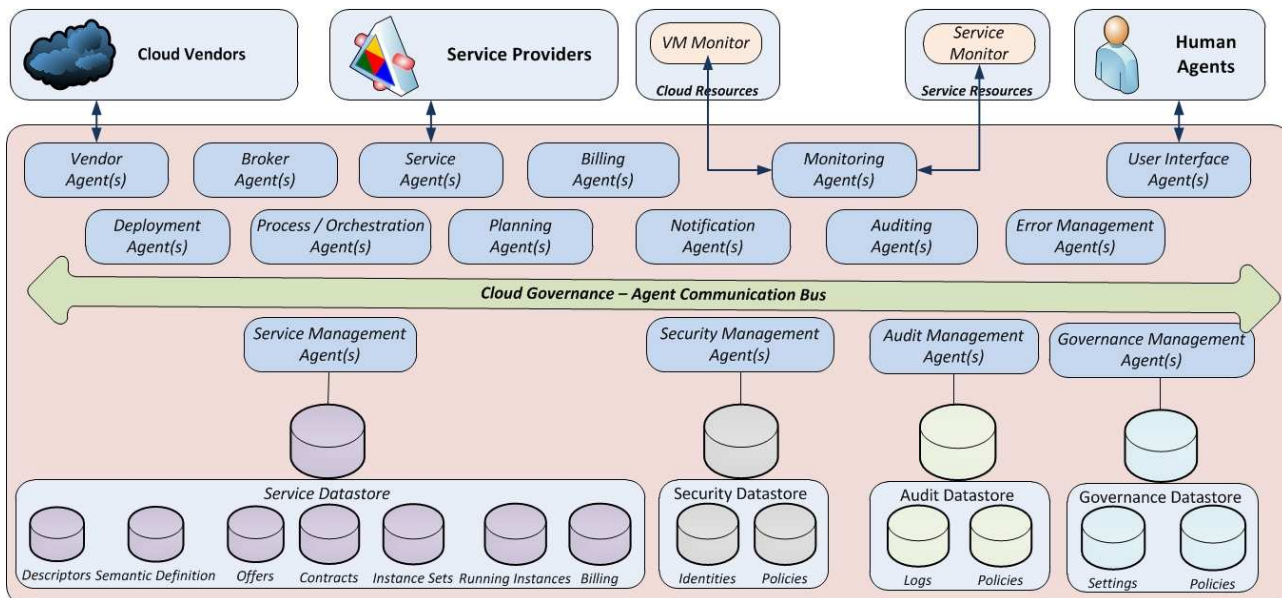 Cloud Vendors
Service Providers
VM Monitor
Cloud Resources
Service
Monitor
Service Resources
Human
Agents
Vendor
Agent(s)
Broker
Agent(s)
Service
Agent(s)
Billing
Agent(s)
Monitoring
Agent(s)
User Interface
Agent(s)
Deployment
Agent(s)
Process / Orchestration
Agent(s)
Planning
Agent(s)
Notification
Agent(s)
Auditing
Agent(s)
Error Management
Agent(s)
Cloud Governance – Agent Communication Bus
Service Management
Agent(s)
Security Management
Agent(s)
Audit Management
Agent(s)
Governance Management
Agent(s)
Service Datastore
Descriptors
Semantic Definition
Offers
Contracts
Instance Sets
Running Instances
Billing
Security Datastore
Identities
Policies
Audit Datastore
Logs
Policies
Governance Datastore
Settings
Policies